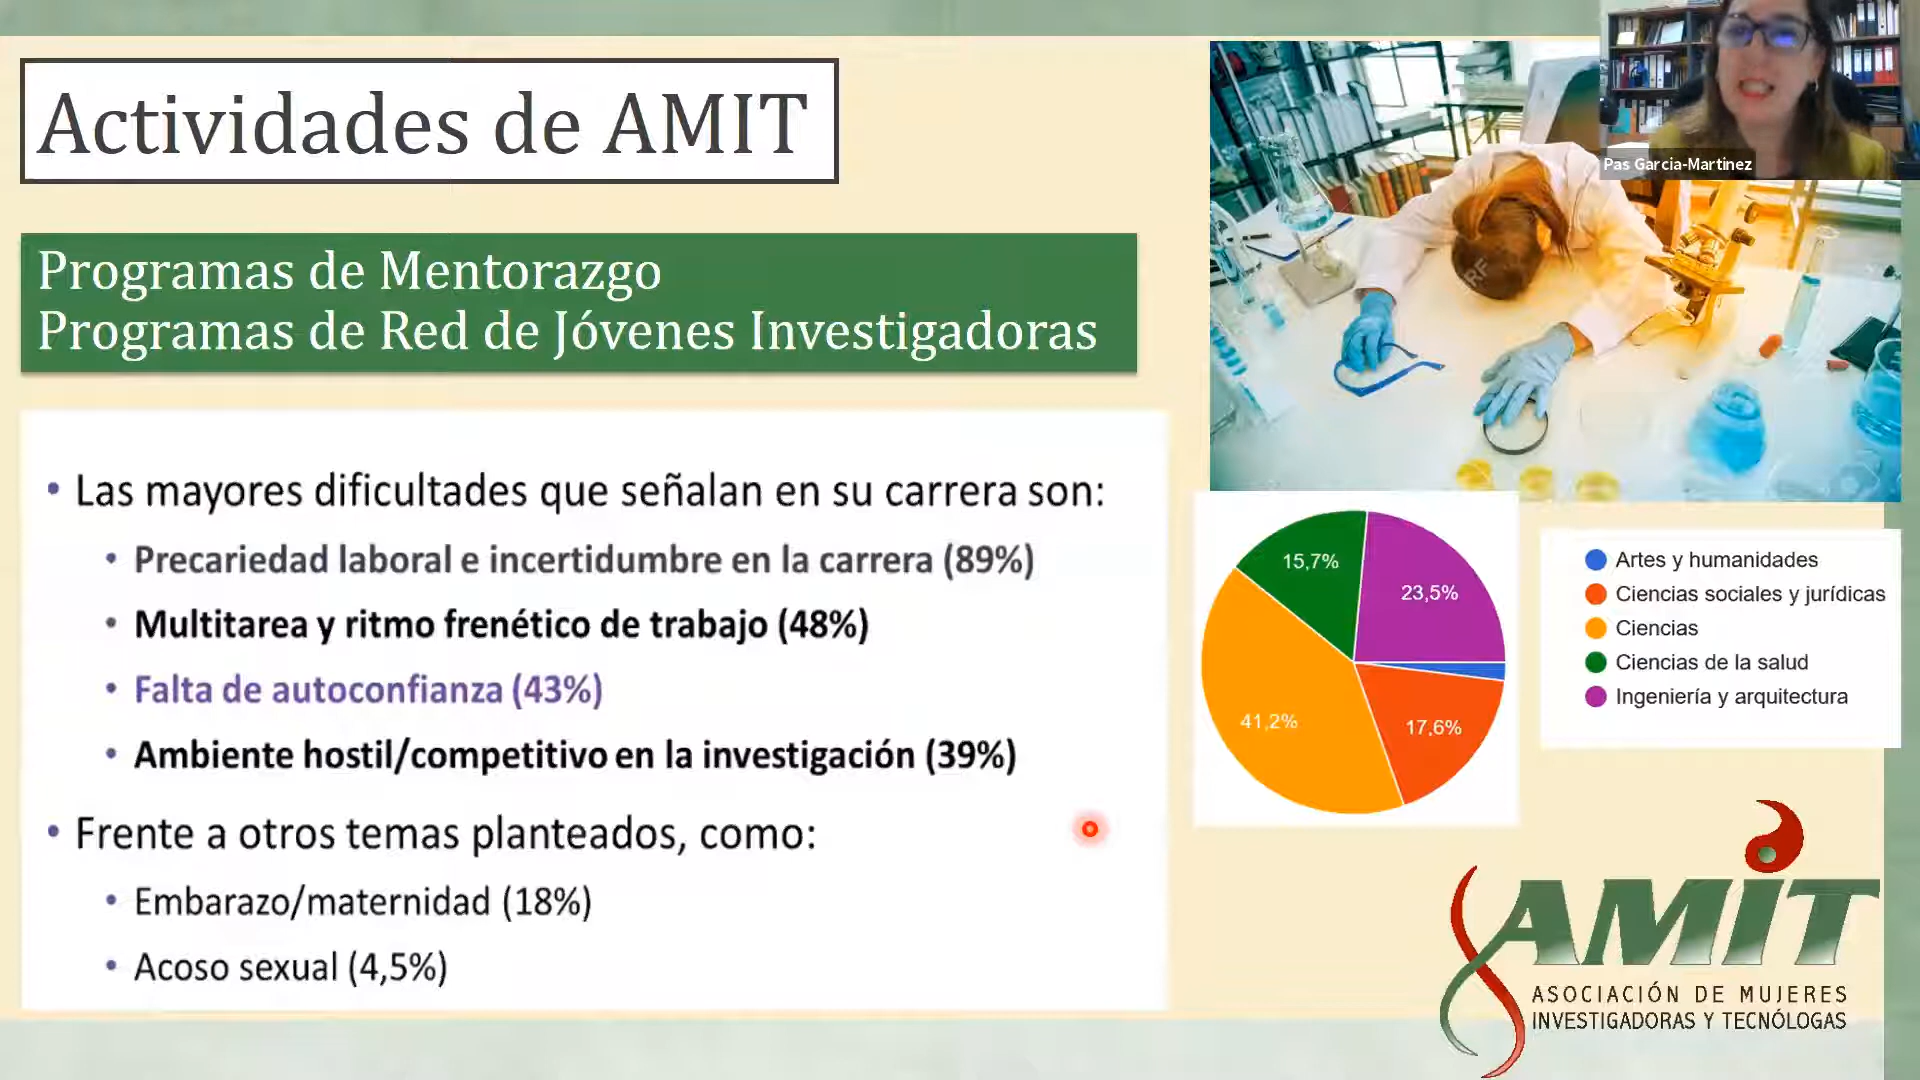 Actividades de AMIT
Pas Garcia-Martinez
Programas de Mentorazgo
Programas de Red de Jóvenes Investigadoras
• Las mayores dificultades que señalan en su carrera son:
• Precariedad laboral e incertidumbre en la carrera (89%)
• Multitarea y ritmo frenético de trabajo (48%)
• Falta de autoconfianza (43%)
• Ambiente hostil/competitivo en la investigación (39%)
• Frente a otros temas planteados, como:
• Embarazo/maternidad (18%)
• Acoso sexual (4,5%)
15,7%
23,5%
41,2%
17,6%
Artes y humanidades
Ciencias sociales y jurídicas
Ciencias
Ciencias de la salud
Ingeniería y arquitectura
AMIT
ASOCIACIÓN DE MUJERES
INVESTIGADORAS Y TECNÓLOGAS